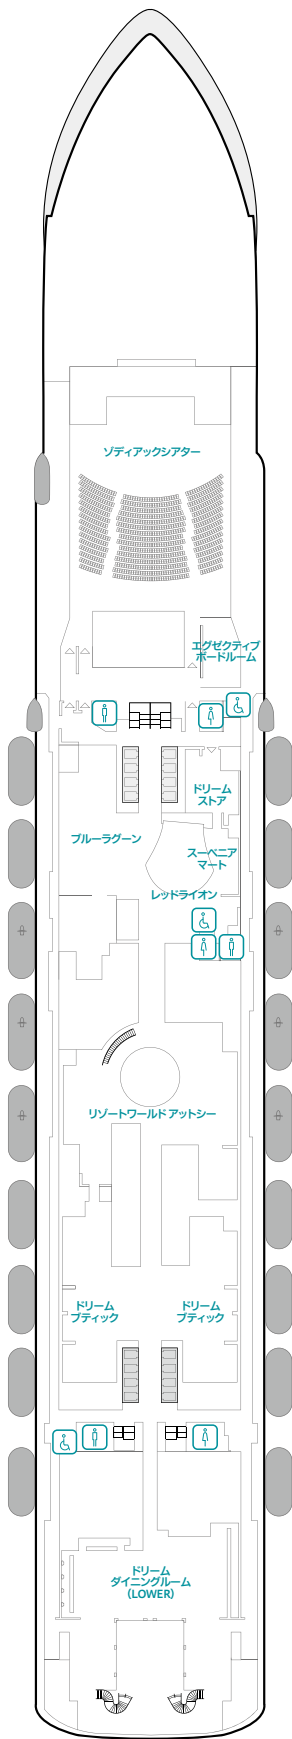 ゾディアックシアター
エグゼクティブ
ボードルーム
ドリーム
ストア
ブルーラグーン
スーベニア
マート
レッドライオン
リゾートワールド アットシー
ドリーム
ブティック
ドリーム
ブティック
ドリーム
ダイニングルーム
(LOWER)